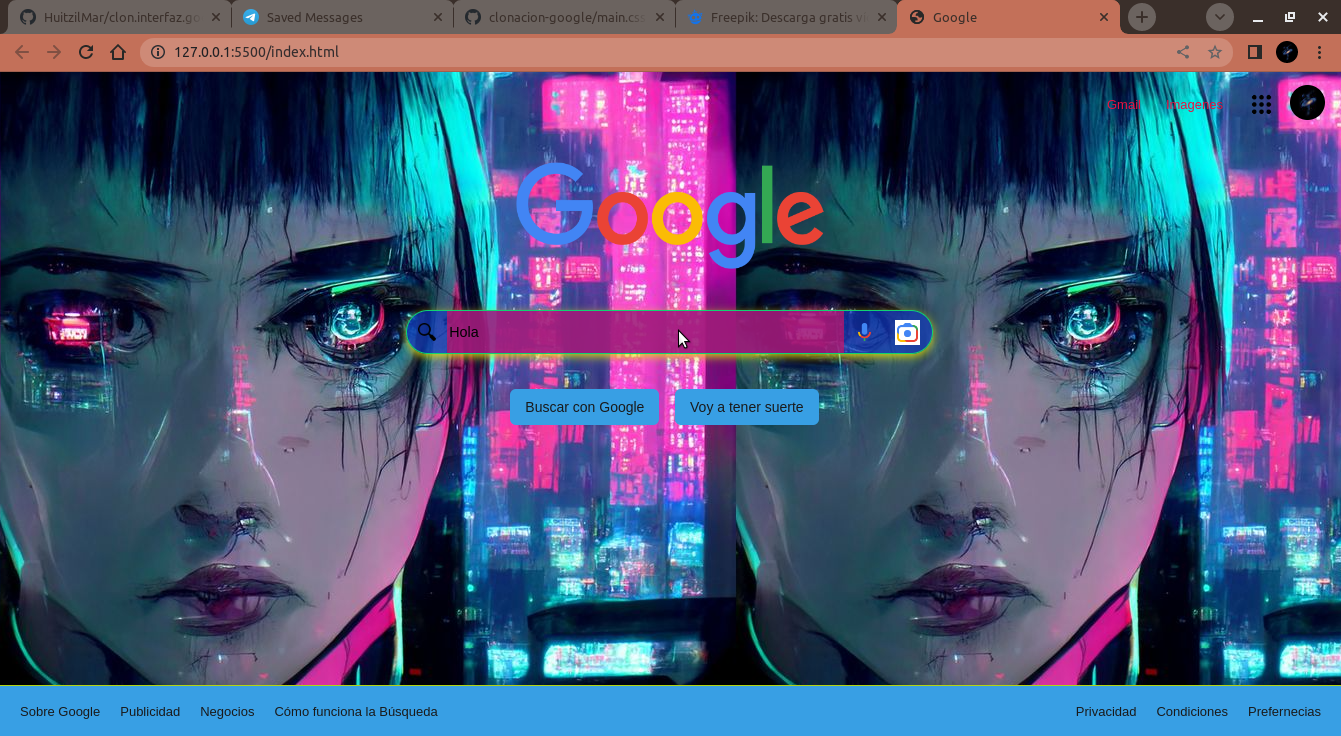 HuitzilMar/clon.interfaz.go
Saved Messages
clonacion-google/main.css
Freepik: Descarga gratis
Google
127.0.0.1:5500/index.html
Gmail
Imagenes
Google
Hola
Buscar con Google
Voy a tener suerte
Sobre Google Publicidad Negocios Cómo funciona la Búsqueda
Privacidad Condiciones Prefernecias